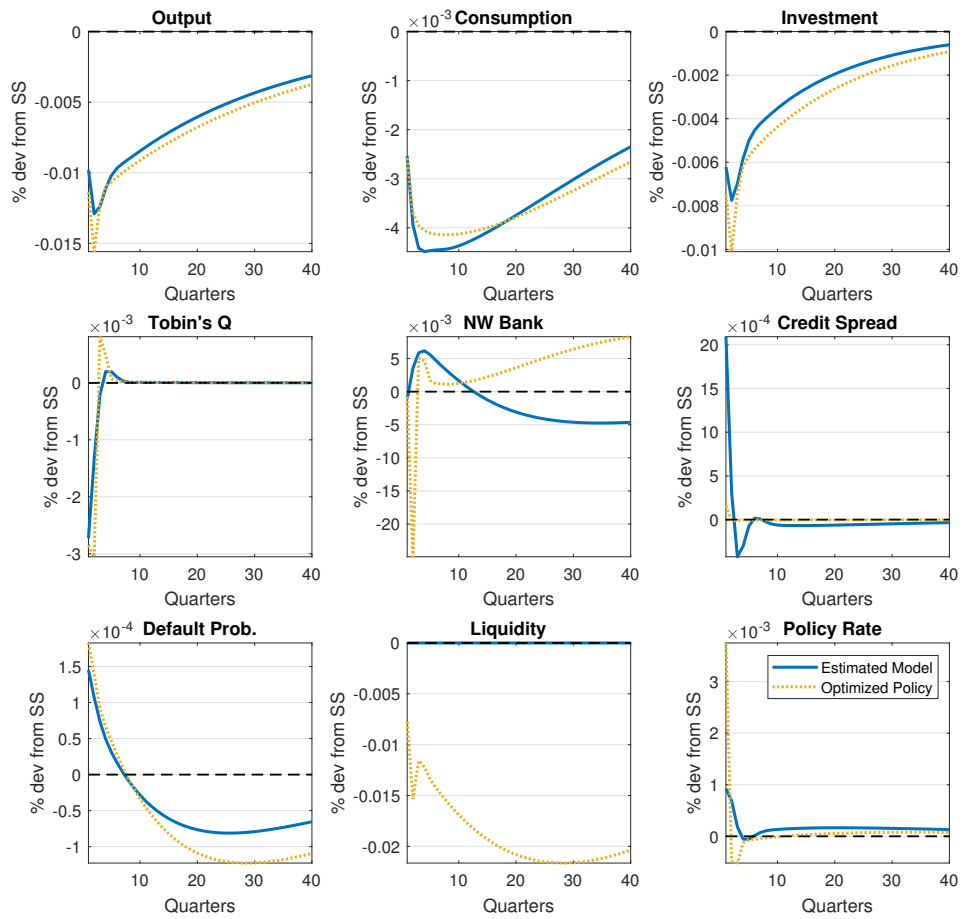 Output
% dev from SS
0
-0.005
-0.01
-0.015
10 20 30 40
Quarters
Consumption
×10⁻³
% dev from SS
0
-1
-2
-3
-4
10 20 30 40
Quarters
Investment
% dev from SS
0
-0.002
-0.004
-0.006
-0.008
-0.01
10 20 30 40
Quarters
Tobin's Q
×10⁻³
% dev from SS
0
-1
-2
-3
10 20 30 40
Quarters
NW Bank
×10⁻³
% dev from SS
5
0
-5
-10
-15
-20
10 20 30 40
Quarters
Credit Spread
×10⁻⁴
% dev from SS
20
15
10
5
0
10 20 30 40
Quarters
Default Prob.
×10⁻⁴
% dev from SS
1.5
1
0.5
0
-0.5
-1
10 20 30 40
Quarters
Liquidity
% dev from SS
0
-0.005
-0.01
-0.015
-0.02
10 20 30 40
Quarters
Policy Rate
×10⁻³
% dev from SS
3
2
1
0
Estimated Model
Optimized Policy
10 20 30 40
Quarters